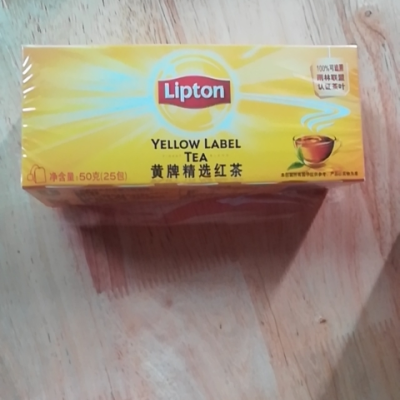 Lipton
100%可追溯
雨林联盟
认证茶叶
YELLOW LABEL
TEA
黄牌精选红茶
净含量:50克(25包)